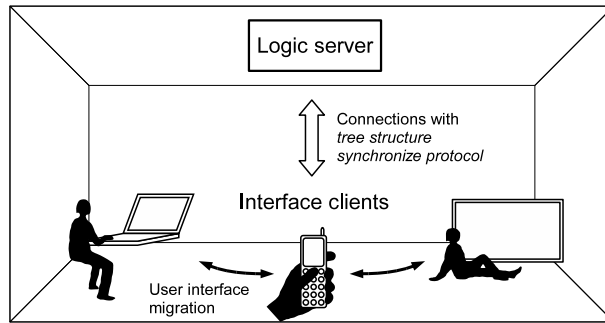 Logic server
Connections with
tree structure
synchronize protocol
Interface clients
User interface
migration